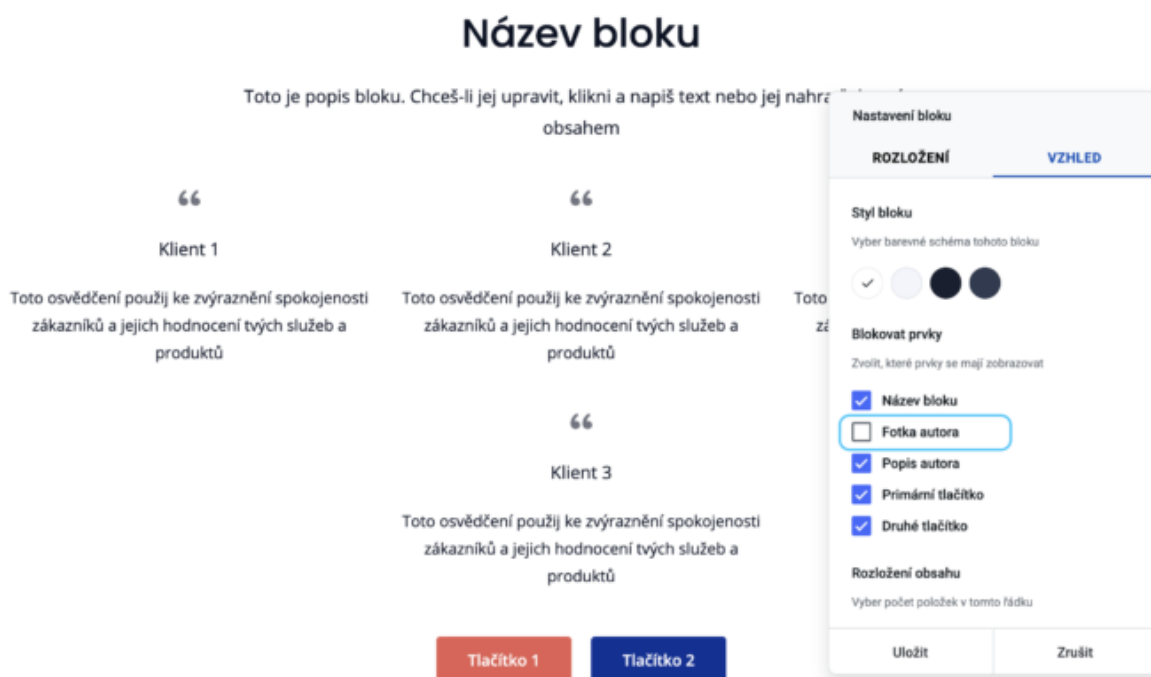 Název bloku
Toto je popis bloku. Chceš-li jej upravit, klikni a napiš text nebo jej
obsahem
Klient 1
Toto osvědčení použij ke zvýraznění spokojenosti
zákazníků a jejich hodnocení tvých služeb a
produktů
Klient 2
Toto osvědčení použij ke zvýraznění spokojenosti
zákazníků a jejich hodnocení tvých služeb a
produktů
Toto
Klient 3
Toto osvědčení použij ke zvýraznění spokojenosti
zákazníků a jejich hodnocení tvých služeb a
produktů
Tlačítko 1
Tlačítko 2
Nastavení bloku
ROZLOŽENÍ
VZHLED
Styl bloku
Vyber barevné schéma tohoto bloku
Blokovat prvky
Zvolit, které prvky se mají zobrazovat
Název bloku
Fotka autora
Popis autora
Primární tlačítko
Druhé tlačítko
Rozložení obsahu
Vyber počet položek v tomto řádku
Uložit
Zrušit